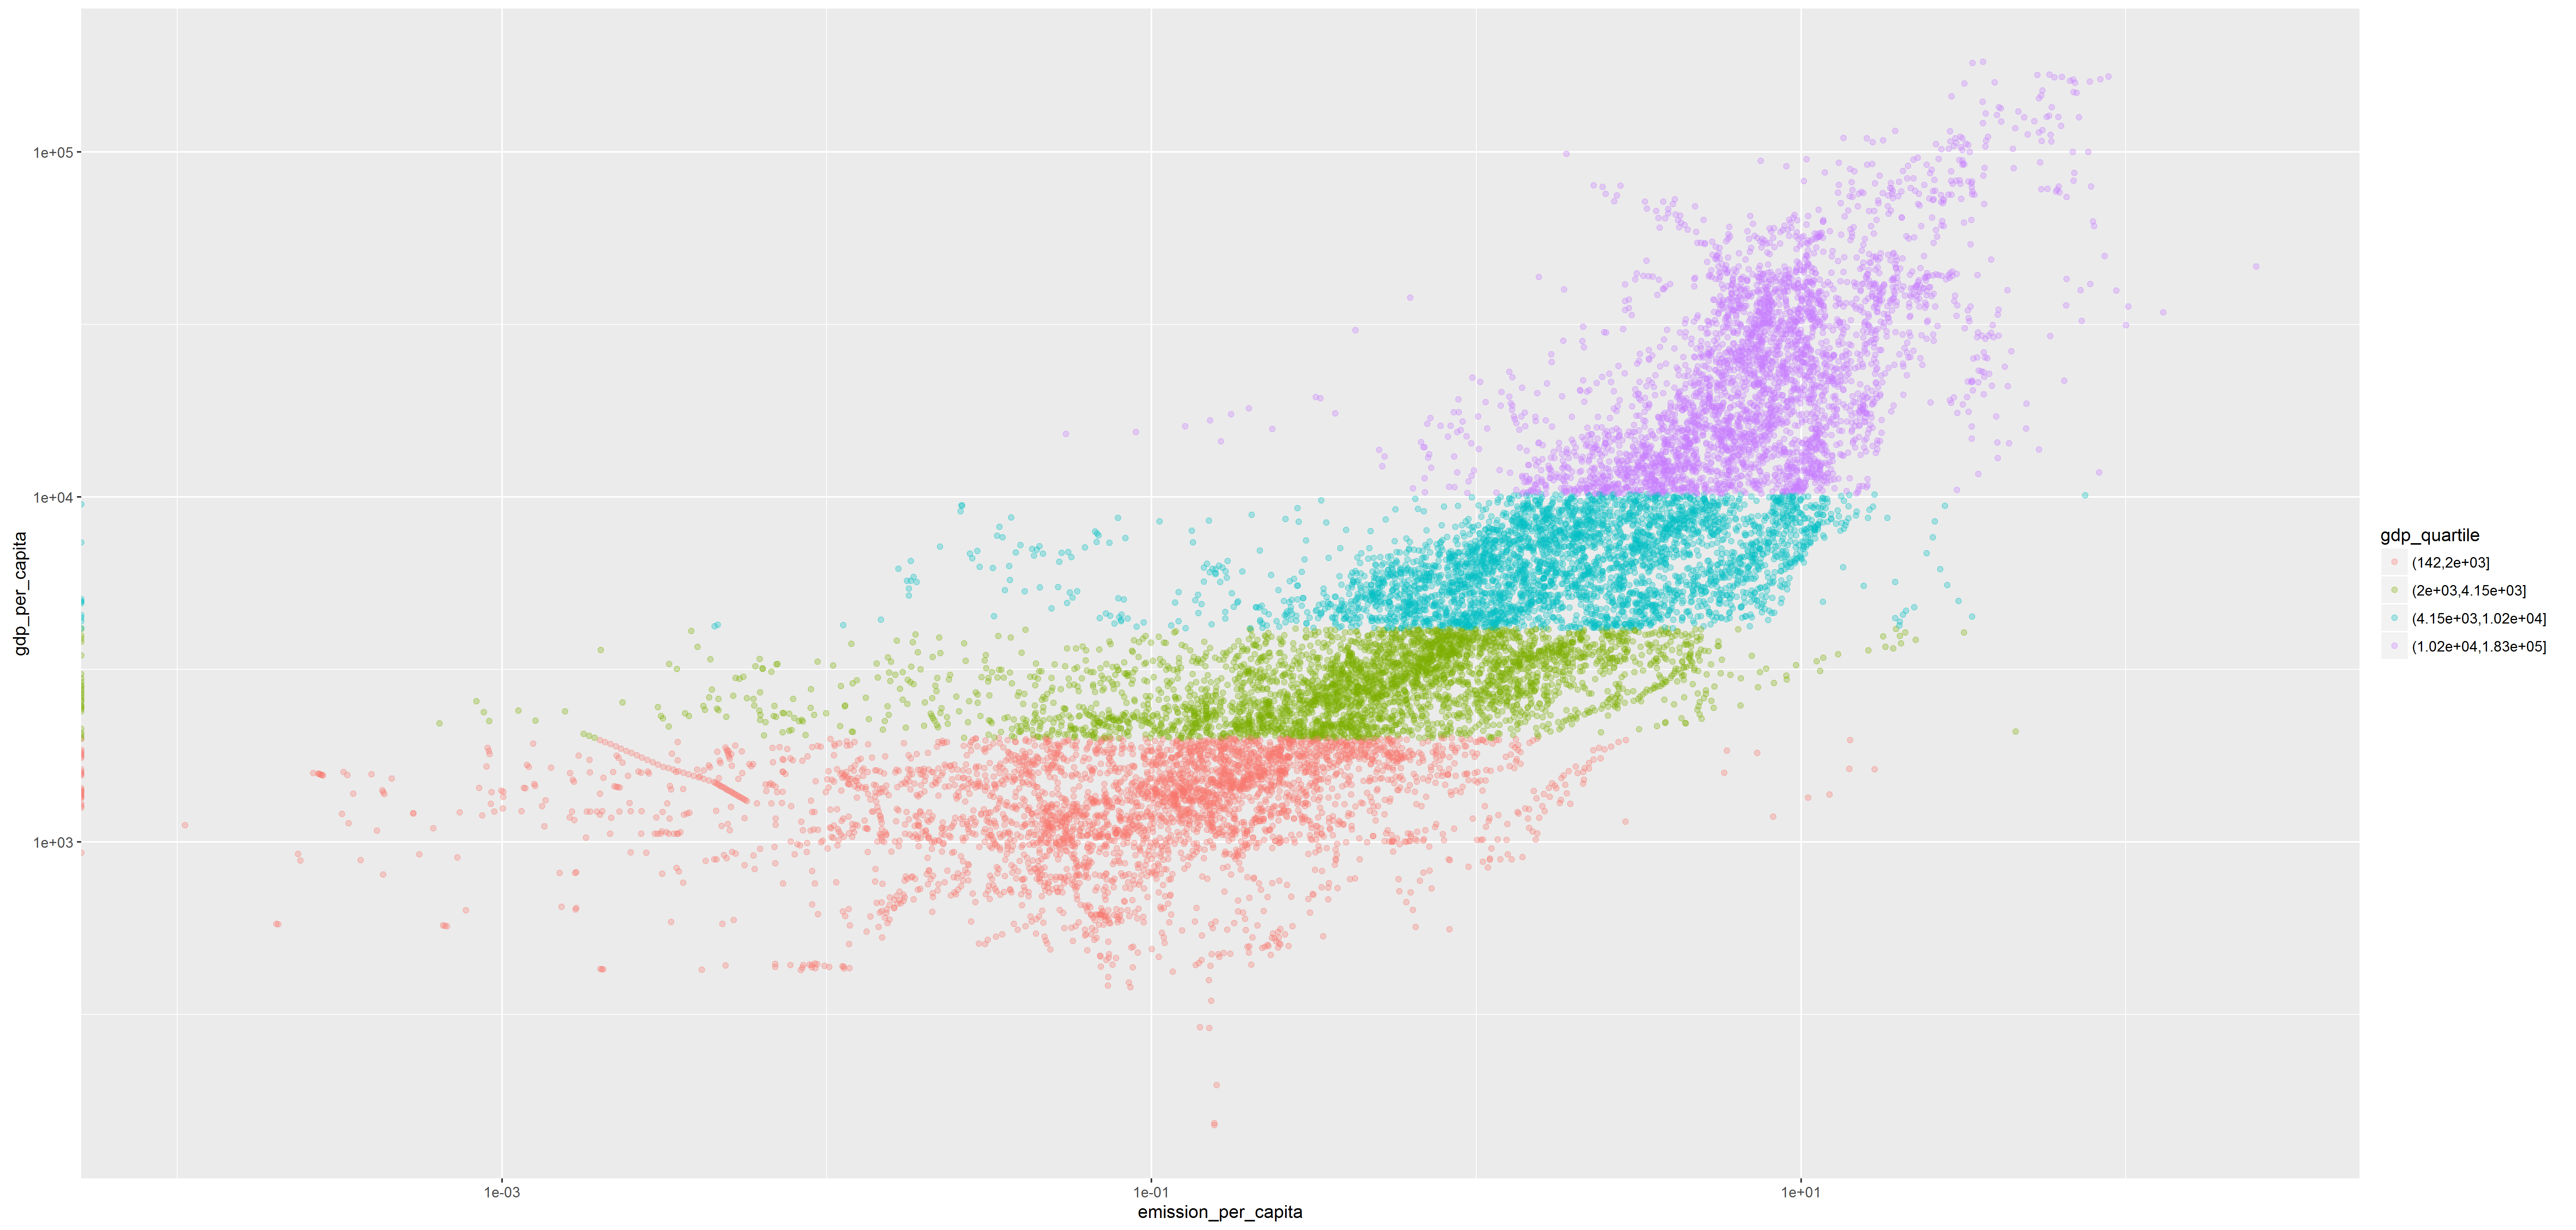 1e+05
1e+04
1e+03
gdp_per_capita
1e-03
1e-01
1e+01
emission_per_capita
gdp_quartile
(142,2e+03]
(2e+03,4.15e+03]
(4.15e+03,1.02e+04]
(1.02e+04,1.83e+05]